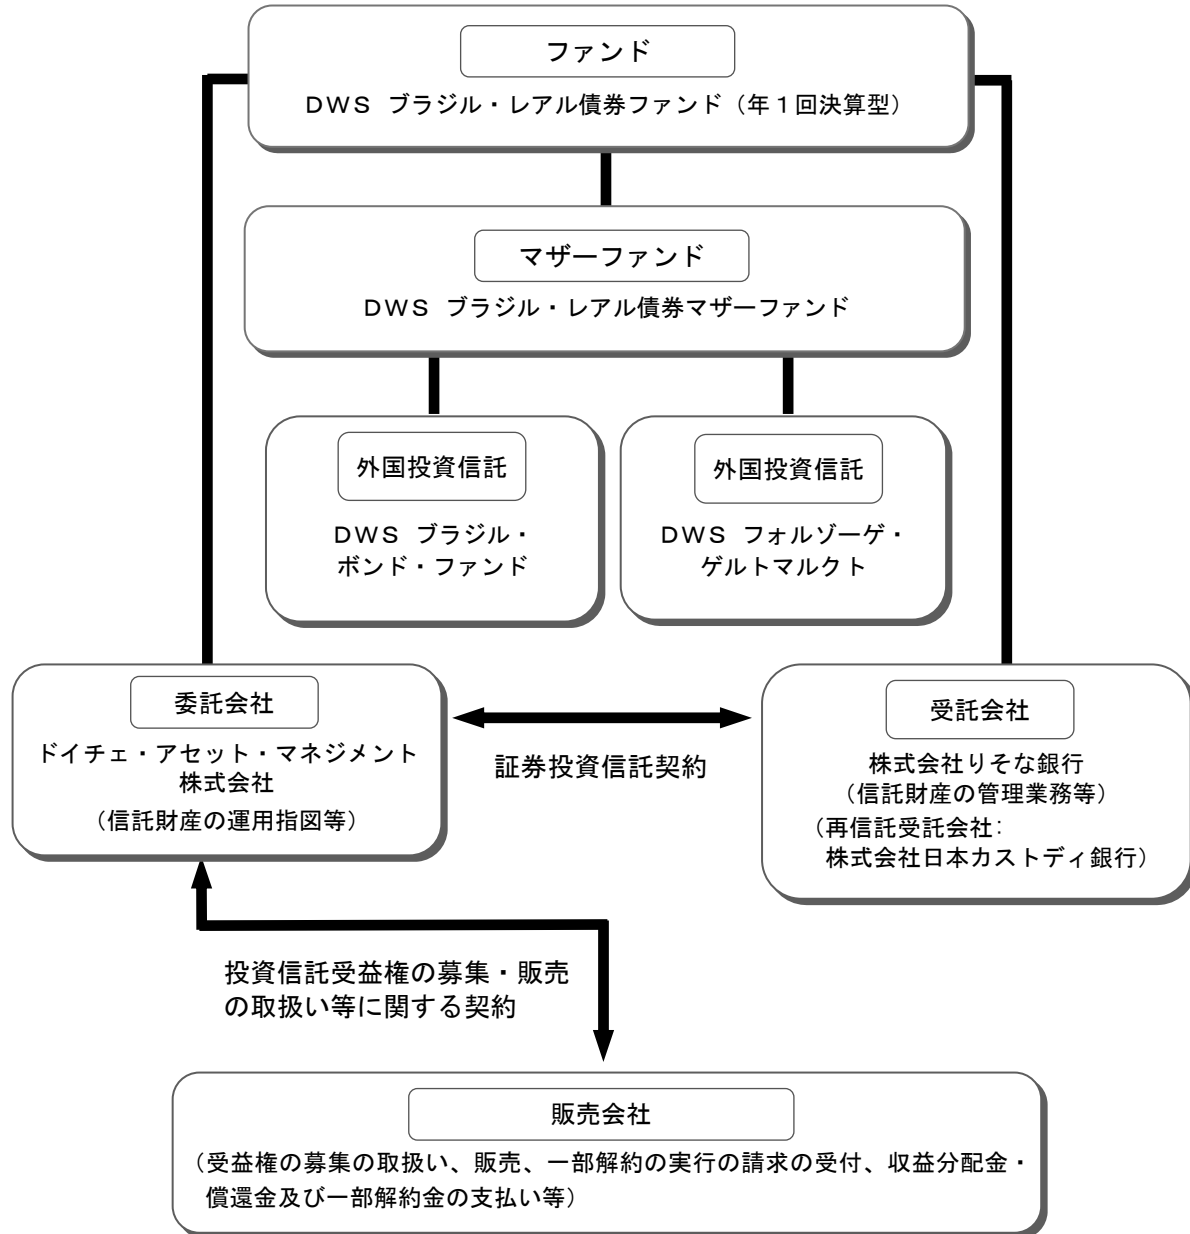 ファンド
DWS ブラジル・レアル債券ファンド（年１回決算型）
マザーファンド
DWS ブラジル・レアル債券マザーファンド
外国投資信託
DWS ブラジル・
ボンド・ファンド
外国投資信託
DWS フォルゾーゲ・
ゲルトマルクト
委託会社
ドイチェ・アセット・マネジメント
株式会社
（信託財産の運用指図等）
証券投資信託契約
受託会社
株式会社りそな銀行
（信託財産の管理業務等）
（再信託受託会社：
株式会社日本カストディ銀行）
投資信託受益権の募集・販売
の取扱い等に関する契約
販売会社
（受益権の募集の取扱い、販売、一部解約の実行の請求の受付、収益分配金・
償還金及び一部解約金の支払い等）